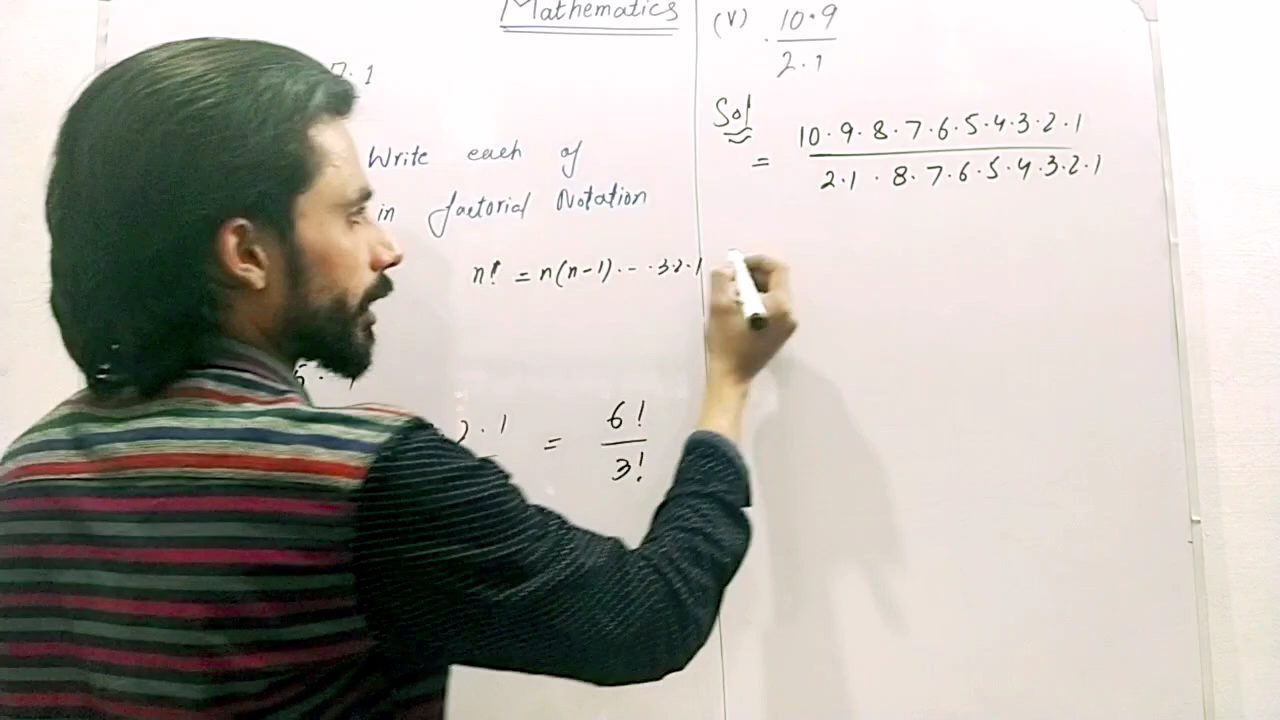 Mathematics
7.1
Write each of
in factorial Notation
n! = n(n-1)... .3.2.1
= 6!
3!
(V) 10.9
2.1
Sol
= 10.9.8.7.6.5.4.3.2.1
2.1 . 8.7.6.5.4.3.2.1